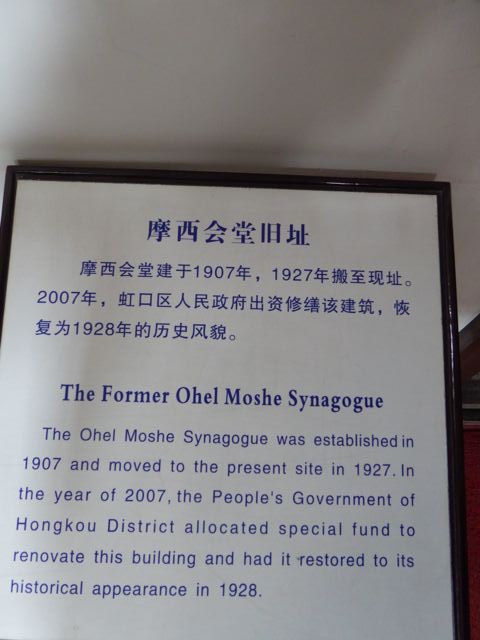 摩西会堂旧址
摩西会堂建于1907年，1927年搬至现址。
2007年，虹口区人民政府出资修缮该建筑，恢
复为1928年的历史风貌。
The Former Ohel Moshe Synagogue
The Ohel Moshe Synagogue was established in
1907 and moved to the present site in 1927. In
the year of 2007, the People's Government of
Hongkou District allocated special fund to
renovate this building and had it restored to its
historical appearance in 1928.